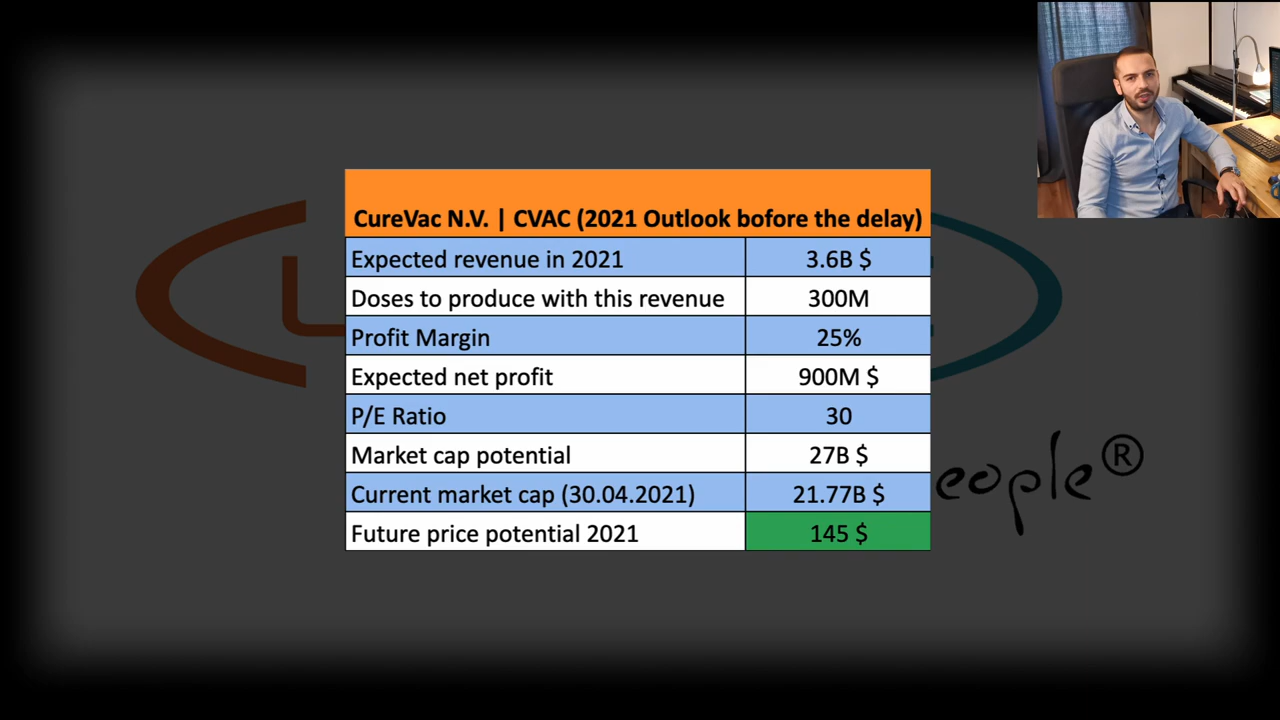 CureVac N.V. | CVAC (2021 Outlook bofore the delay)
Expected revenue in 2021 3.6B $
Doses to produce with this revenue 300M
Profit Margin 25%
Expected net profit 900M $
P/E Ratio 30
Market cap potential 27B $
Current market cap (30.04.2021) 21.77B $
Future price potential 2021 145 $
eople®